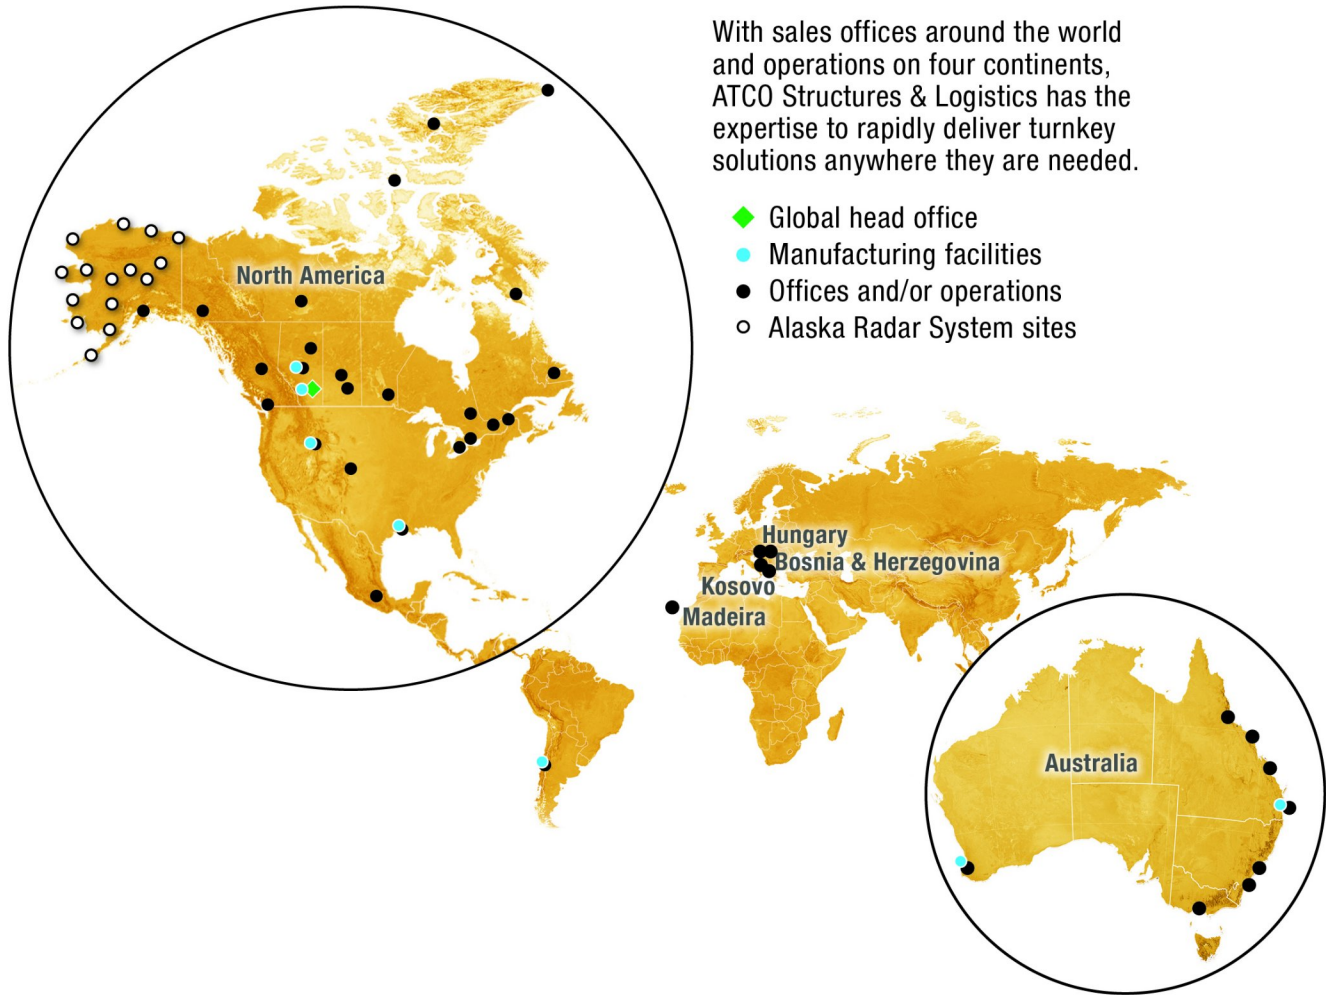 With sales offices around the world
and operations on four continents,
ATCO Structures & Logistics has the
expertise to rapidly deliver turnkey
solutions anywhere they are needed.
Global head office
Manufacturing facilities
Offices and/or operations
Alaska Radar System sites
North America
Hungary
Bosnia & Herzegovina
Kosovo
Madeira
Australia